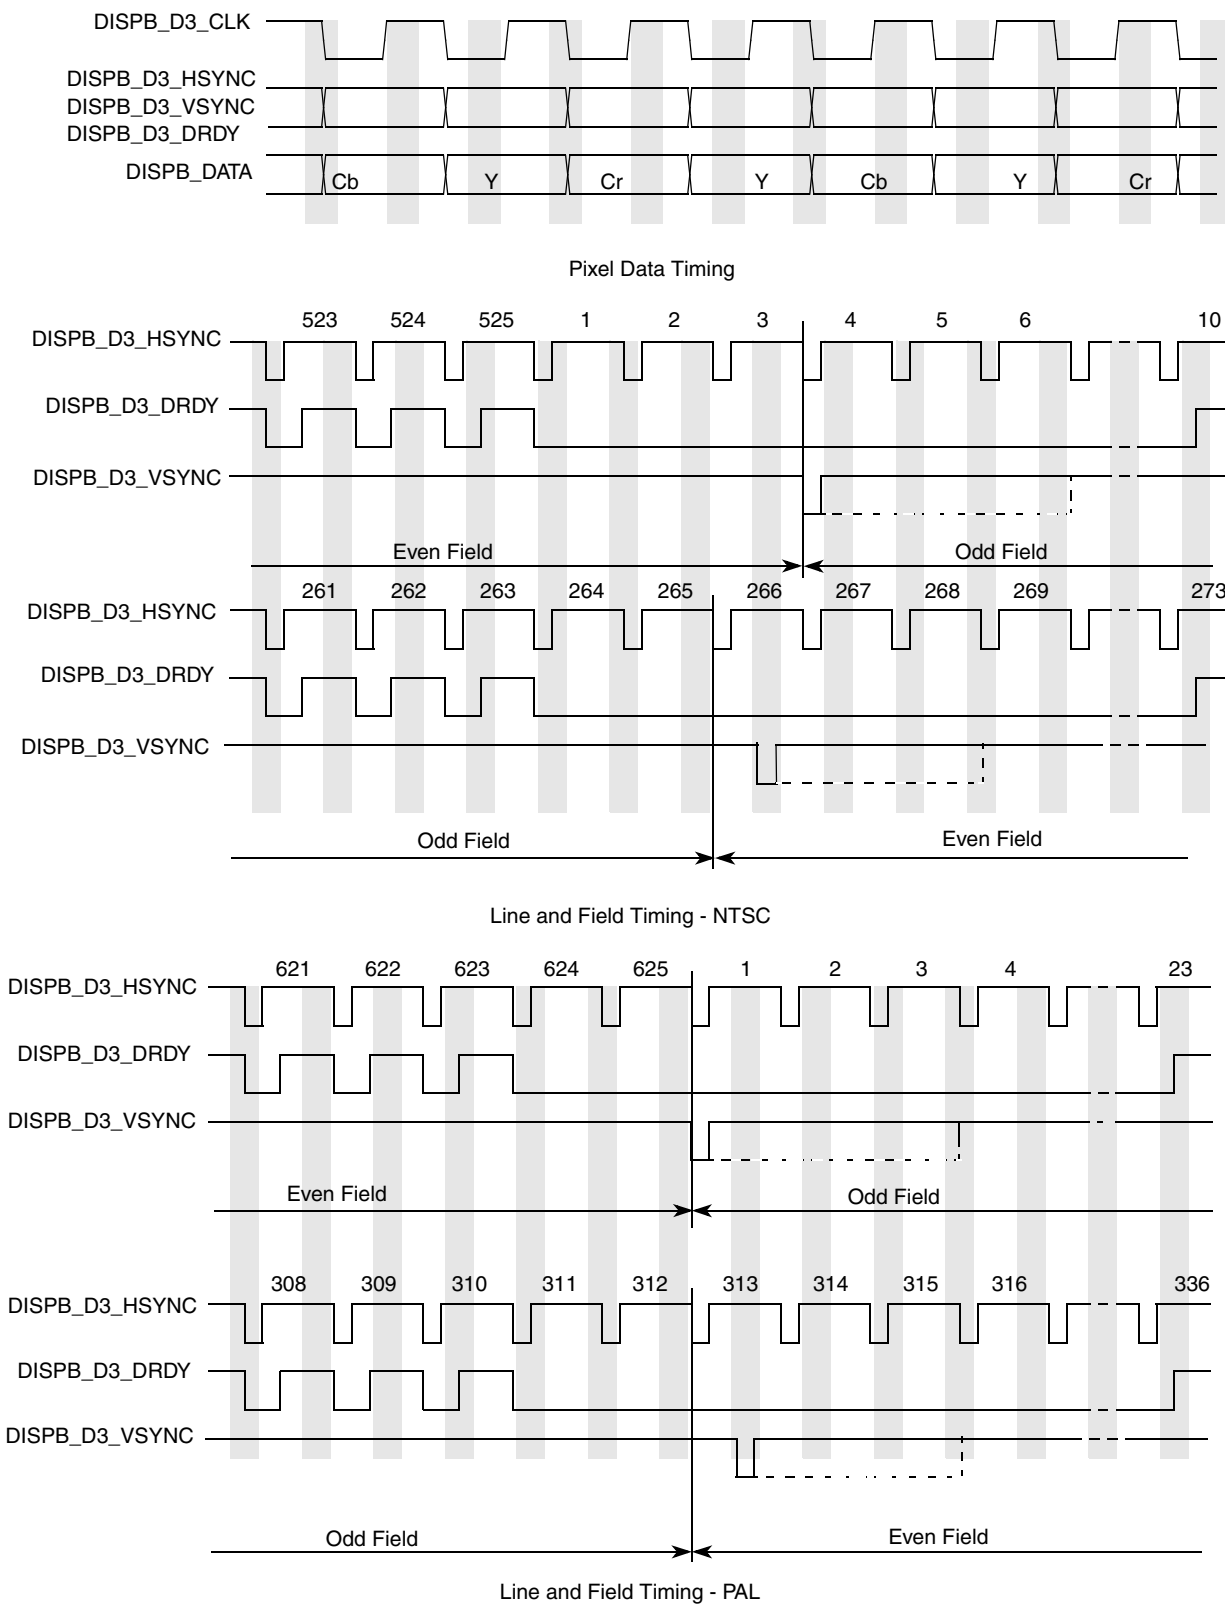 DISPB_D3_CLK
DISPB_D3_HSYNC
DISPB_D3_VSYNC
DISPB_D3_DRDY
DISPB_DATA Cb Y Cr Y Cb Y Cr
Pixel Data Timing
523 524 525 1 2 3 4 5 6 10
DISPB_D3_HSYNC
DISPB_D3_DRDY
DISPB_D3_VSYNC
Even Field Odd Field
261 262 263 264 265 266 267 268 269 273
DISPB_D3_HSYNC
DISPB_D3_DRDY
DISPB_D3_VSYNC
Odd Field Even Field
Line and Field Timing - NTSC
621 622 623 624 625 1 2 3 4 23
DISPB_D3_HSYNC
DISPB_D3_DRDY
DISPB_D3_VSYNC
Even Field Odd Field
308 309 310 311 312 313 314 315 316 336
DISPB_D3_HSYNC
DISPB_D3_DRDY
DISPB_D3_VSYNC
Odd Field Even Field
Line and Field Timing - PAL